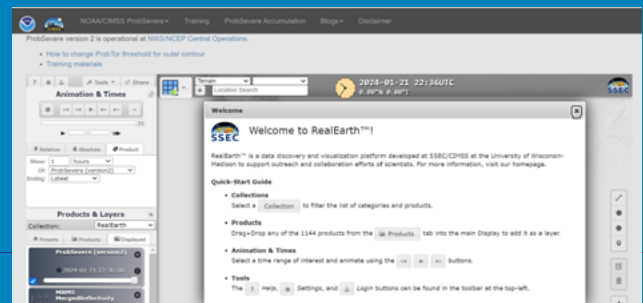 NOAA/CIMSS ProbSevere Training ProbSevere Accumulation Blogs Disclaimer
ProbSevere version 2 is operational at NWS/NCEP Central Operations.
How to change ProbTor threshold for outer contour
Training materials
? Tools Share
Animation & Times
Terrain
Location Search
2024-01-21 22:36UTC
0.00°N 0.00°E
SSEC
Relative Absolute Product
Show: 1 hours
Of: ProbSevere (version2)
Ending: Latest
Products & Layers
Collection: RealEarth
Presets Products Displayed
ProbSevere (version2)
2024-01-21 22:36:00
MRMS
MergedReflectivity
Welcome
SSEC
Welcome to RealEarth™!
RealEarth™ is a data discovery and visualization platform developed at SSEC/CIMSS at the University of Wisconsin-
Madison to support outreach and collaboration efforts of scientists. For more information, visit our homepage.
Quick-Start Guide
Collections
Select a Collection to filter the list of categories and products.
Products
Drag+Drop any of the 1144 products from the Products tab into the main Display to add it as a layer.
Animation & Times
Select a time range of interest and animate using the buttons.
Tools
The ? Help, Settings, and Login buttons can be found in the toolbar at the top-left.